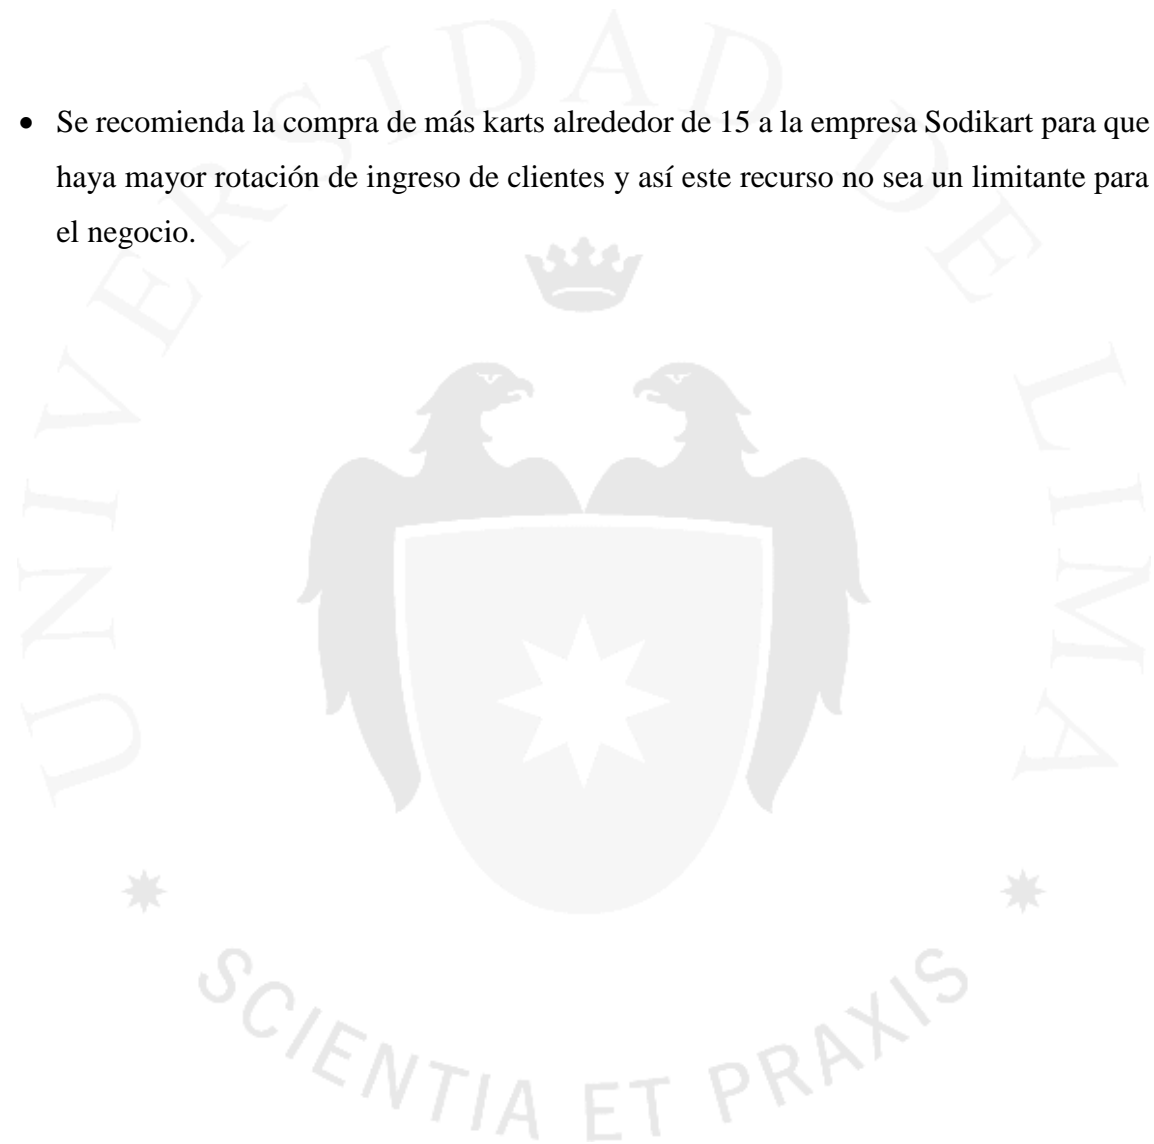 • Se recomienda la compra de más karts alrededor de 15 a la empresa Sodikart para que
haya mayor rotación de ingreso de clientes y así este recurso no sea un limitante para
el negocio.
UNIVERSIDAD DE LIMA
SCIENTIA ET PRAXIS